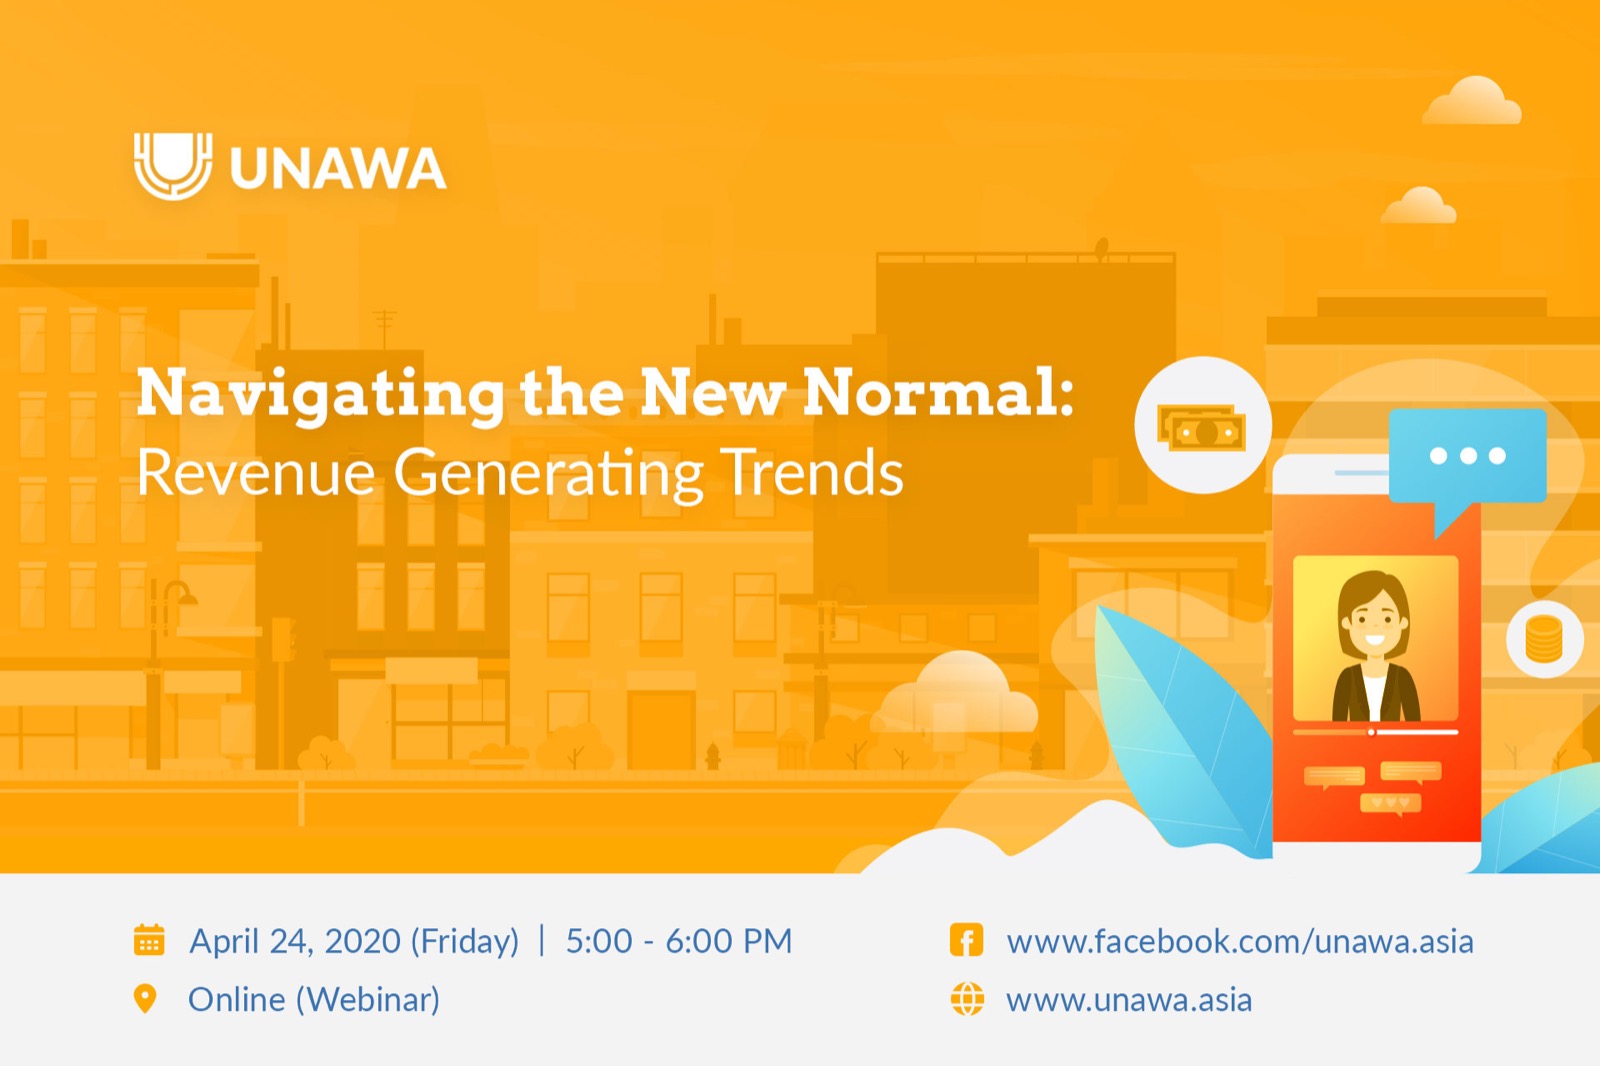 UNAWA
Navigating the New Normal:
Revenue Generating Trends
April 24, 2020 (Friday) | 5:00 - 6:00 PM
Online (Webinar)
www.facebook.com/unawa.asia
www.unawa.asia